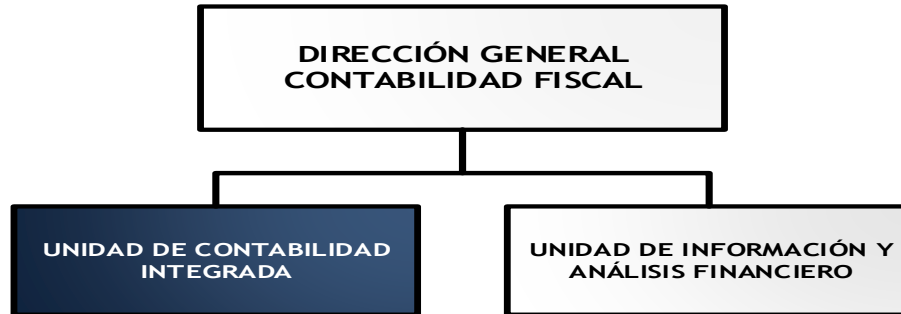 DIRECCIÓN GENERAL
CONTABILIDAD FISCAL
UNIDAD DE CONTABILIDAD
INTEGRADA
UNIDAD DE INFORMACIÓN Y
ANÁLISIS FINANCIERO